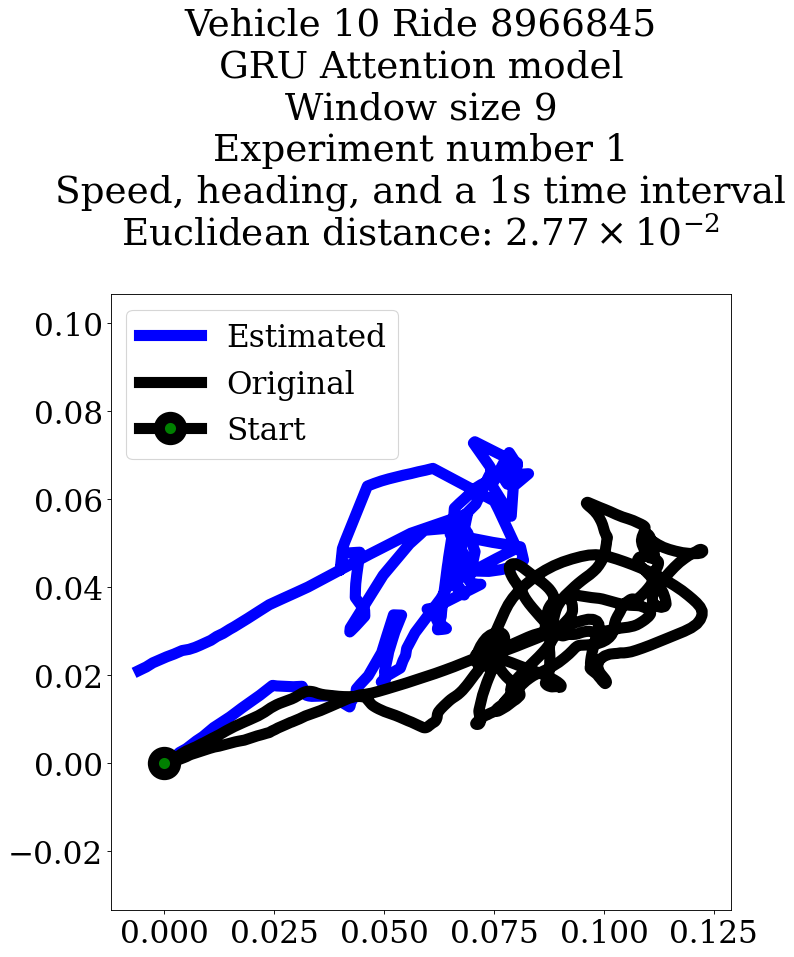 Vehicle 10 Ride 8966845
GRU Attention model
Window size 9
Experiment number 1
Speed, heading, and a 1s time interval
Euclidean distance: 2.77 × 10⁻²
Estimated
Original
Start
0.10
0.08
0.06
0.04
0.02
0.00
−0.02
0.000 0.025 0.050 0.075 0.100 0.125